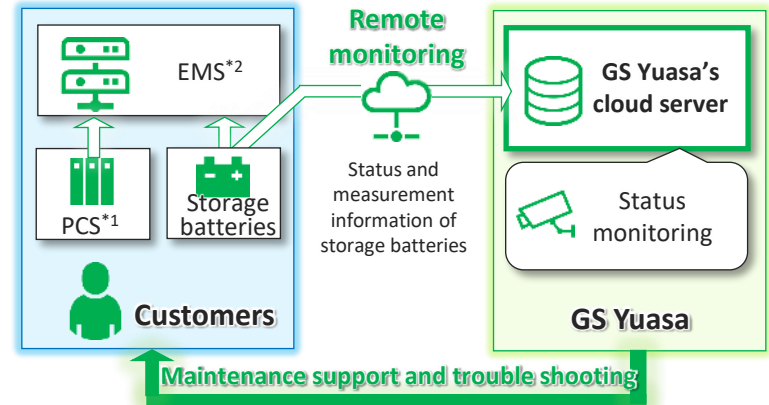 EMS*2
PCS*1
Storage
batteries
Customers
Remote
monitoring
Status and
measurement
information of
storage batteries
GS Yuasa's
cloud server
Status
monitoring
GS Yuasa
Maintenance support and trouble shooting